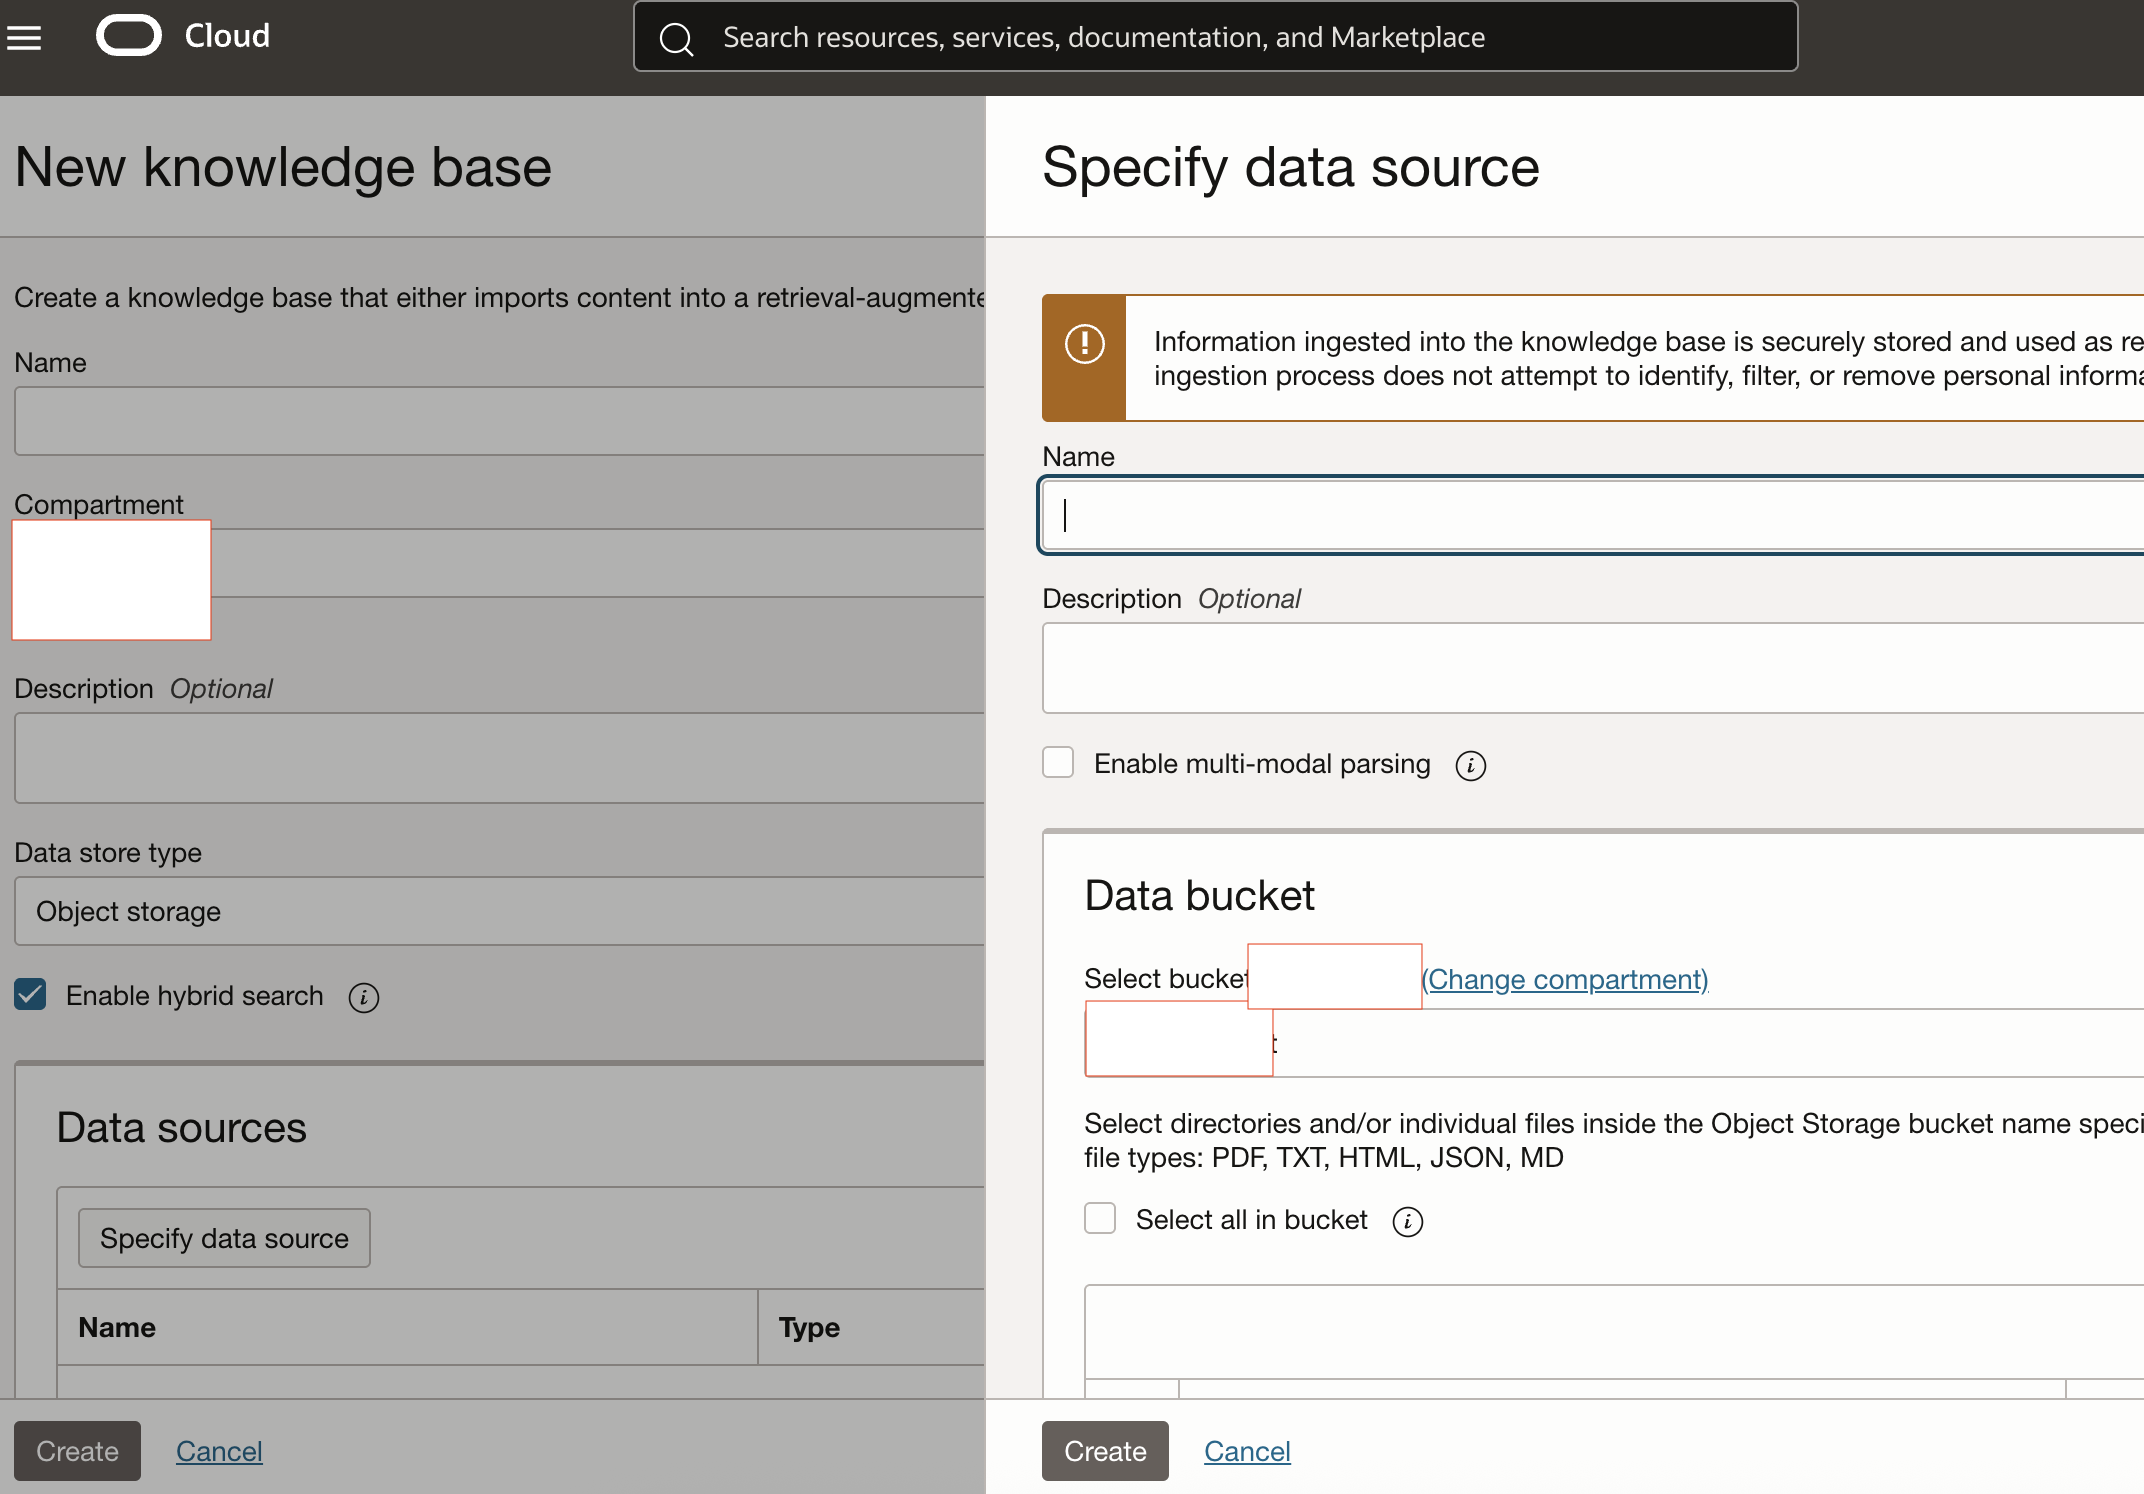 Cloud
Search resources, services, documentation, and Marketplace
New knowledge base
Create a knowledge base that either imports content into a retrieval-augmente
Name
Compartment
Description Optional
Data store type
Object storage
Enable hybrid search
Data sources
Specify data source
Name
Type
Create
Cancel
Specify data source
Information ingested into the knowledge base is securely stored and used as re
ingestion process does not attempt to identify, filter, or remove personal informa
Name
Description Optional
Enable multi-modal parsing
Data bucket
Select bucket (Change compartment)
t
Select directories and/or individual files inside the Object Storage bucket name speci
file types: PDF, TXT, HTML, JSON, MD
Select all in bucket
Create
Cancel